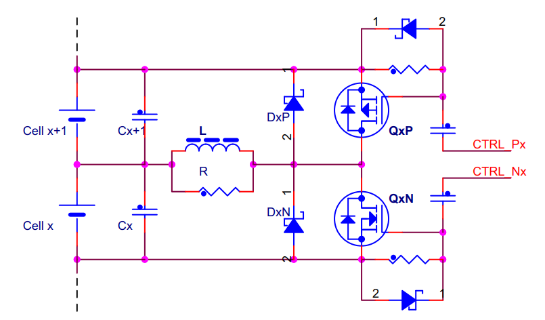 1
2
1
DxP
2
QxP
CTRL_Px
Cell x+1
Cx+1
L
R
CTRL_Nx
1
QxN
DxN
Cell x
Cx
2
2
1